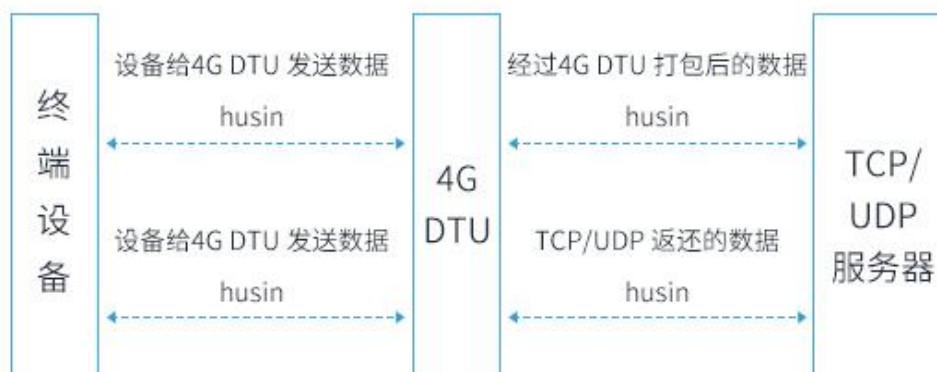 终
端
设
备
设备给4G DTU 发送数据
husin
设备给4G DTU 发送数据
husin
4G
DTU
经过4G DTU 打包后的数据
husin
TCP/UDP 返还的数据
husin
TCP/
UDP
服务器